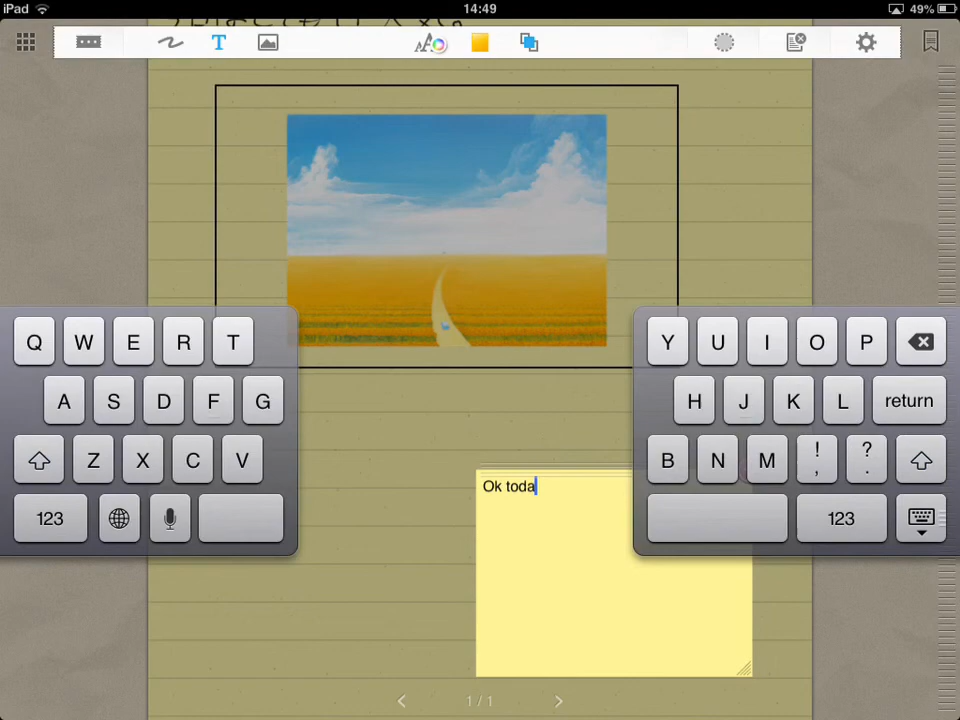 iPad 14:49 49%
T
Q W E R T Y U I O P
A S D F G H J K L return
Z X C V B N M ! , ? .
123 123
Ok toda
1 / 1